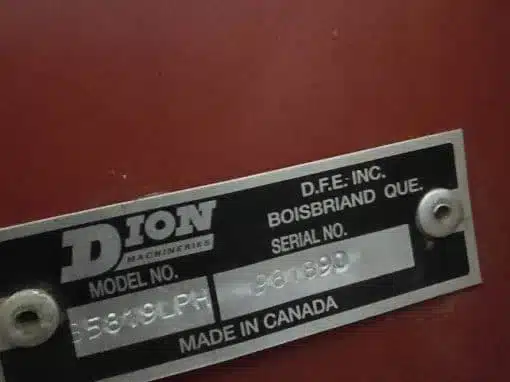 DION
MACHINERIES
D.F.E. INC.
BOISBRIAND QUE.
MODEL NO.
SERIAL NO.
MADE IN CANADA